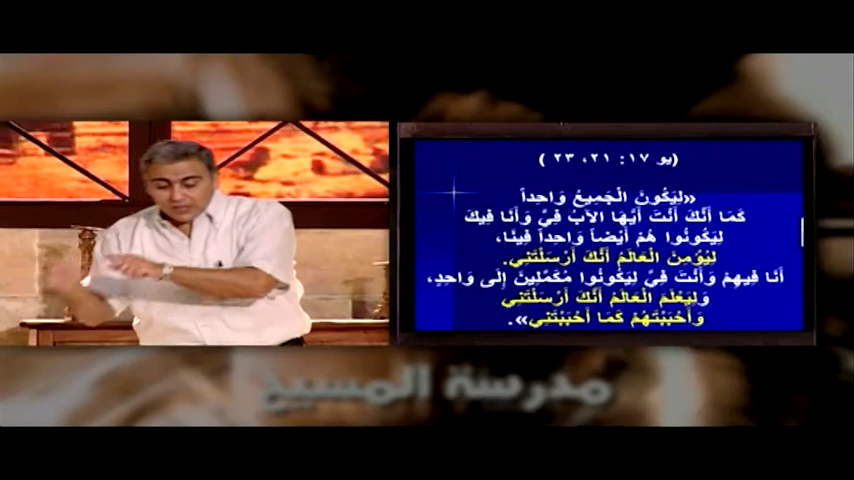 (يو ١٧: ٢١، ٢٣ )
«لِيَكُونَ الْجَمِيعُ وَاحِداً
كَمَا أَنَّكَ أَنْتَ أَيُّهَا الآبُ فِيَّ وَأَنَا فِيكَ
لِيَكُونُوا هُمْ أَيْضاً وَاحِداً فِينَا،
لِيُؤْمِنَ الْعَالَمُ أَنَّكَ أَرْسَلْتَنِي.
أَنَا فِيهِمْ وَأَنْتَ فِيَّ لِيَكُونُوا مُكَمَّلِينَ إِلَى وَاحِدٍ،
وَلِيَعْلَمَ الْعَالَمُ أَنَّكَ أَرْسَلْتَنِي
وَأَحْبَبْتَهُمْ كَمَا أَحْبَبْتَنِي».
مدرسة المسيح